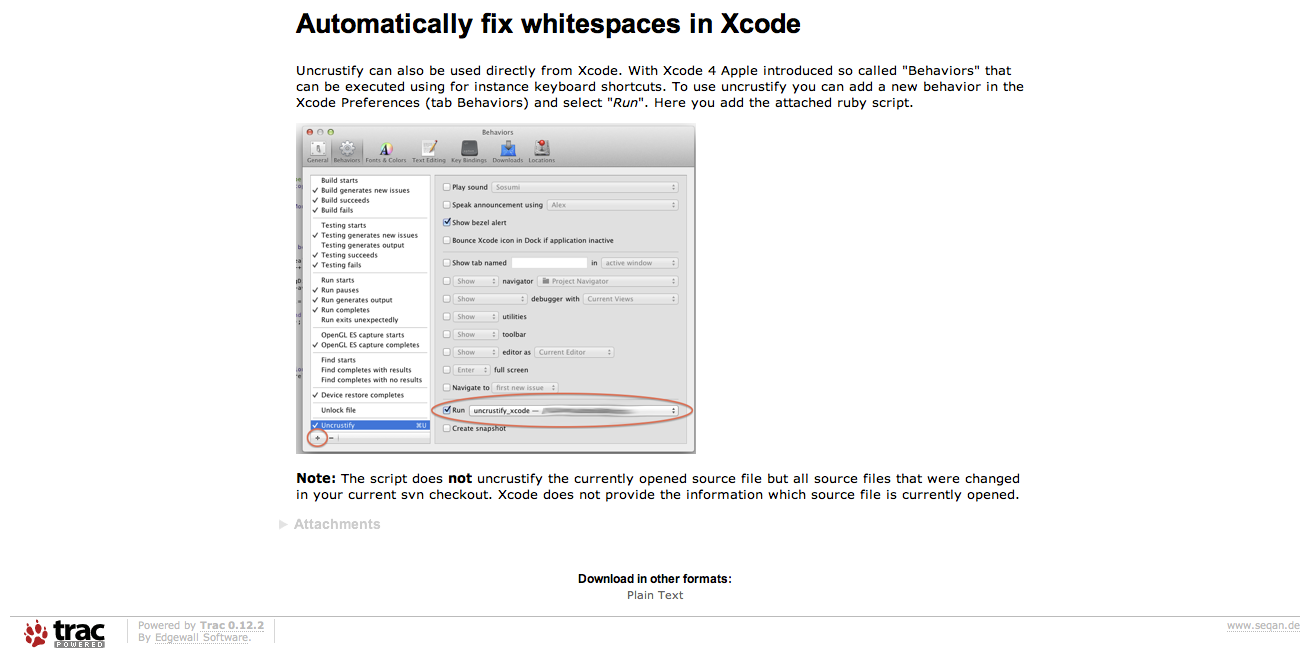 Automatically fix whitespaces in Xcode
Uncrustify can also be used directly from Xcode. With Xcode 4 Apple introduced so called "Behaviors" that
can be executed using for instance keyboard shortcuts. To use uncrustify you can add a new behavior in the
Xcode Preferences (tab Behaviors) and select "Run". Here you add the attached ruby script.
Behaviors
General Behaviors Fonts & Colors Text Editing Key Bindings Downloads Locations
Build starts
Build generates new issues
Build succeeds
Build fails
Testing starts
Testing generates new issues
Testing generates output
Testing succeeds
Testing fails
Run starts
Run pauses
Run generates output
Run completes
Run exits unexpectedly
OpenGL ES capture starts
OpenGL ES capture completes
Find starts
Find completes with results
Find completes with no results
Device restore completes
Unlock file
Uncrustify ⌘U
+ −
Play sound Sosumi
Speak announcement using Alex
Show bezel alert
Bounce Xcode icon in Dock if application inactive
Show tab named in active window
Show navigator Project Navigator
Show debugger with Current Views
Show utilities
Show toolbar
Show editor as Current Editor
Enter full screen
Navigate to first new issue
Run uncrustify_xcode —
Create snapshot
Note: The script does not uncrustify the currently opened source file but all source files that were changed
in your current svn checkout. Xcode does not provide the information which source file is currently opened.
Attachments
Download in other formats:
Plain Text
trac
POWERED
Powered by Trac 0.12.2
By Edgewall Software.
www.seqan.de